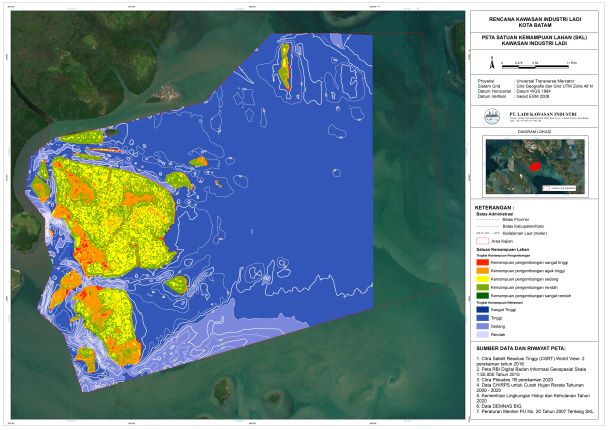 RENCANA KAWASAN INDUSTRI LADI
KOTA BATAM
PETA SATUAN KEMAMPUAN LAHAN (SKL)
KAWASAN INDUSTRI LADI
Proyeksi : Universal Transverse Mercator
Sistem Grid : Grid Geografis dan Grid UTM Zona 48 N
Datum Horizontal : Datum WGS 1984
Datum Vertikal : Geoid EGM 2008
PT. LADI KAWASAN INDUSTRI
DIAGRAM LOKASI
KETERANGAN :
Batas Administrasi
Batas Provinsi
Batas Kabupaten/Kota
Kedalaman Laut (meter)
Area Kajian
Satuan Kemampuan Lahan
Tingkat Kemampuan Pengembangan
Kemampuan pengembangan sangat tinggi
Kemampuan pengembangan agak tinggi
Kemampuan pengembangan sedang
Kemampuan pengembangan rendah
Kemampuan pengembangan sangat rendah
Tingkat Kemampuan Reklamasi
Sangat Tinggi
Tinggi
Sedang
Rendah
SUMBER DATA DAN RIWAYAT PETA:
1. Citra Satelit Resolusi Tinggi (CSRT) World View- 2
perekaman tahun 2016
2. Peta RBI Digital Badan Informasi Geospasial Skala
1:50.000 Tahun 2015
3. Citra Pleiades 1B perekaman 2020
4. Data CHIRPS untuk Curah Hujan Rerata Tahunan
2009 - 2020
5. Kementrian Lingkungan Hidup dan Kehutanan Tahun
2020
6. Data DEMNAS BIG
7. Peraturan Menteri PU No. 20 Tahun 2007 Tentang SKL